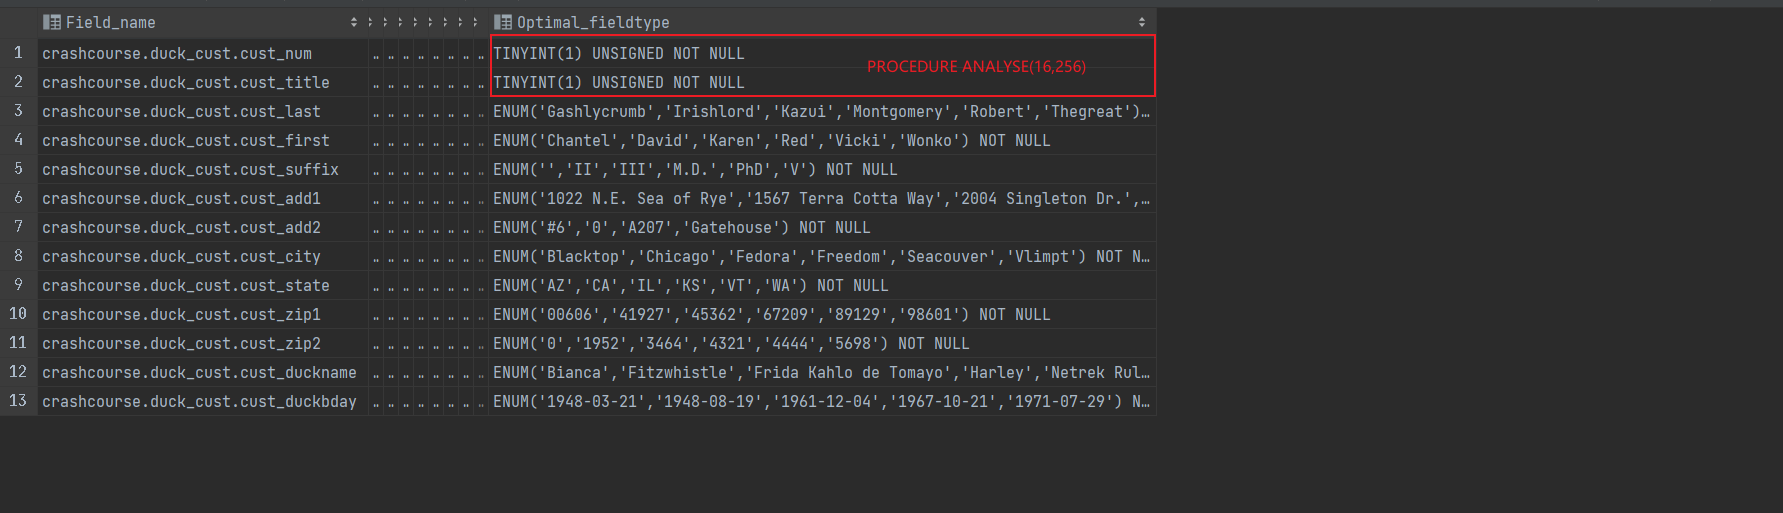 Field_name Optimal_fieldtype
1 crashcourse.duck_cust.cust_num .. .. .. .. .. .. .. .. TINYINT(1) UNSIGNED NOT NULL
PROCEDURE ANALYSE(16,256)
2 crashcourse.duck_cust.cust_title .. .. .. .. .. .. .. .. TINYINT(1) UNSIGNED NOT NULL
3 crashcourse.duck_cust.cust_last .. .. .. .. .. .. .. .. ENUM('Gashlycrumb','Irishlord','Kazui','Montgomery','Robert','Thegreat')…
4 crashcourse.duck_cust.cust_first .. .. .. .. .. .. .. .. ENUM('Chantel','David','Karen','Red','Vicki','Wonko') NOT NULL
5 crashcourse.duck_cust.cust_suffix .. .. .. .. .. .. .. .. ENUM('','II','III','M.D.','PhD','V') NOT NULL
6 crashcourse.duck_cust.cust_add1 .. .. .. .. .. .. .. .. ENUM('1022 N.E. Sea of Rye','1567 Terra Cotta Way','2004 Singleton Dr.',…
7 crashcourse.duck_cust.cust_add2 .. .. .. .. .. .. .. .. ENUM('#6','0','A207','Gatehouse') NOT NULL
8 crashcourse.duck_cust.cust_city .. .. .. .. .. .. .. .. ENUM('Blacktop','Chicago','Fedora','Freedom','Seacouver','Vlimpt') NOT N…
9 crashcourse.duck_cust.cust_state .. .. .. .. .. .. .. .. ENUM('AZ','CA','IL','KS','VT','WA') NOT NULL
10 crashcourse.duck_cust.cust_zip1 .. .. .. .. .. .. .. .. ENUM('00606','41927','45362','67209','89129','98601') NOT NULL
11 crashcourse.duck_cust.cust_zip2 .. .. .. .. .. .. .. .. ENUM('0','1952','3464','4321','4444','5698') NOT NULL
12 crashcourse.duck_cust.cust_duckname .. .. .. .. .. .. .. .. ENUM('Bianca','Fitzwhistle','Frida Kahlo de Tomayo','Harley','Netrek Rul…
13 crashcourse.duck_cust.cust_duckbday .. .. .. .. .. .. .. .. ENUM('1948-03-21','1948-08-19','1961-12-04','1967-10-21','1971-07-29') N…